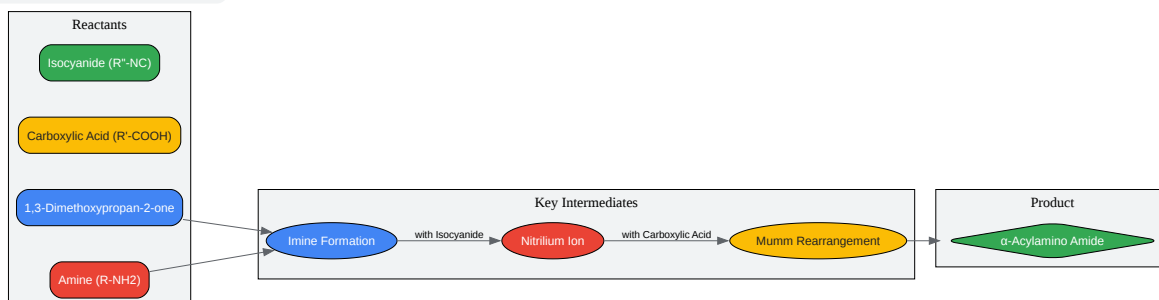 Reactants
Isocyanide (R''-NC)
Carboxylic Acid (R'-COOH)
1,3-Dimethoxypropan-2-one
Amine (R-NH2)
Key Intermediates
Imine Formation
with Isocyanide
Nitrilium Ion
with Carboxylic Acid
Mumm Rearrangement
Product
α-Acylamino Amide